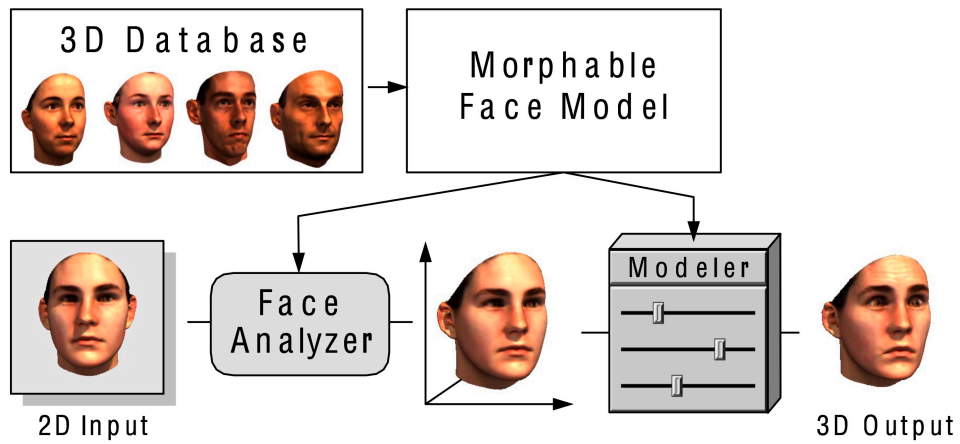 3D Database
Morphable
Face Model
Face
Analyzer
Modeler
2D Input
3D Output